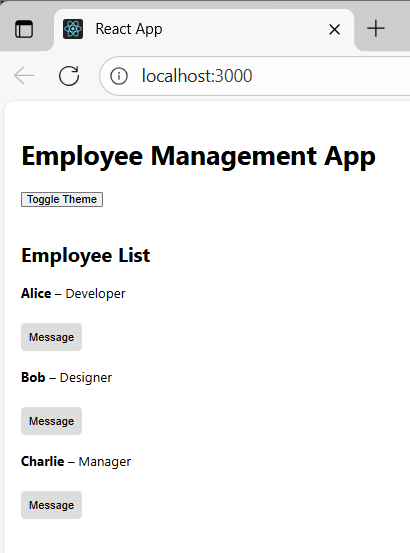 React App
localhost:3000
Employee Management App
Toggle Theme
Employee List
Alice – Developer
Message
Bob – Designer
Message
Charlie – Manager
Message